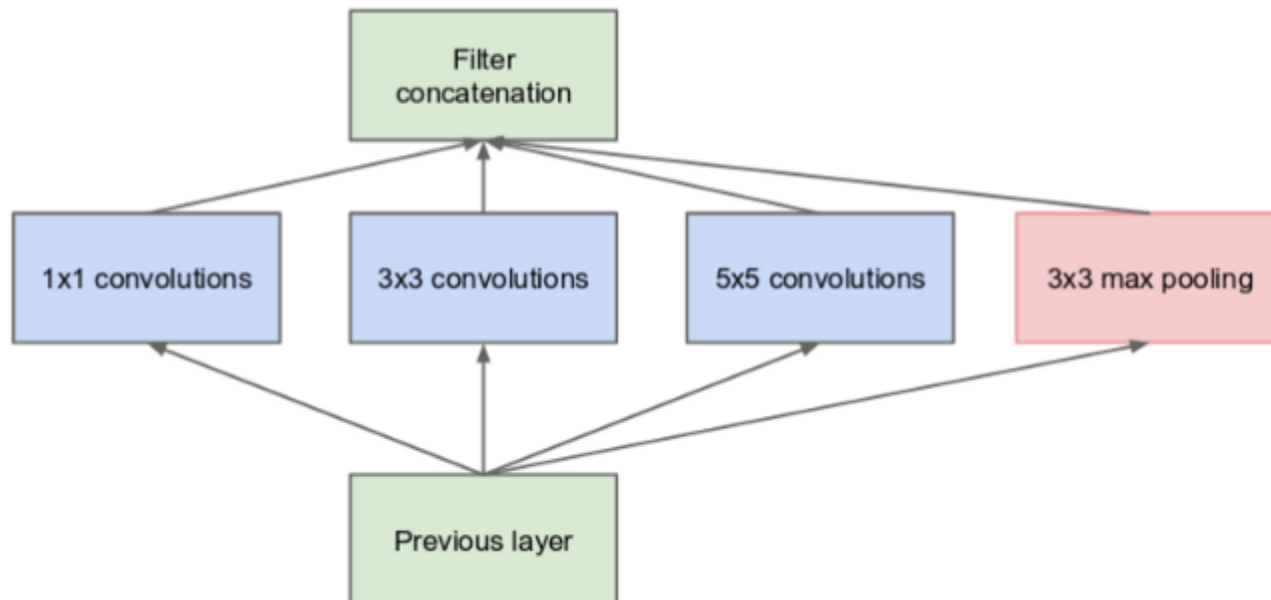 Filter
concatenation
1x1 convolutions
3x3 convolutions
5x5 convolutions
3x3 max pooling
Previous layer